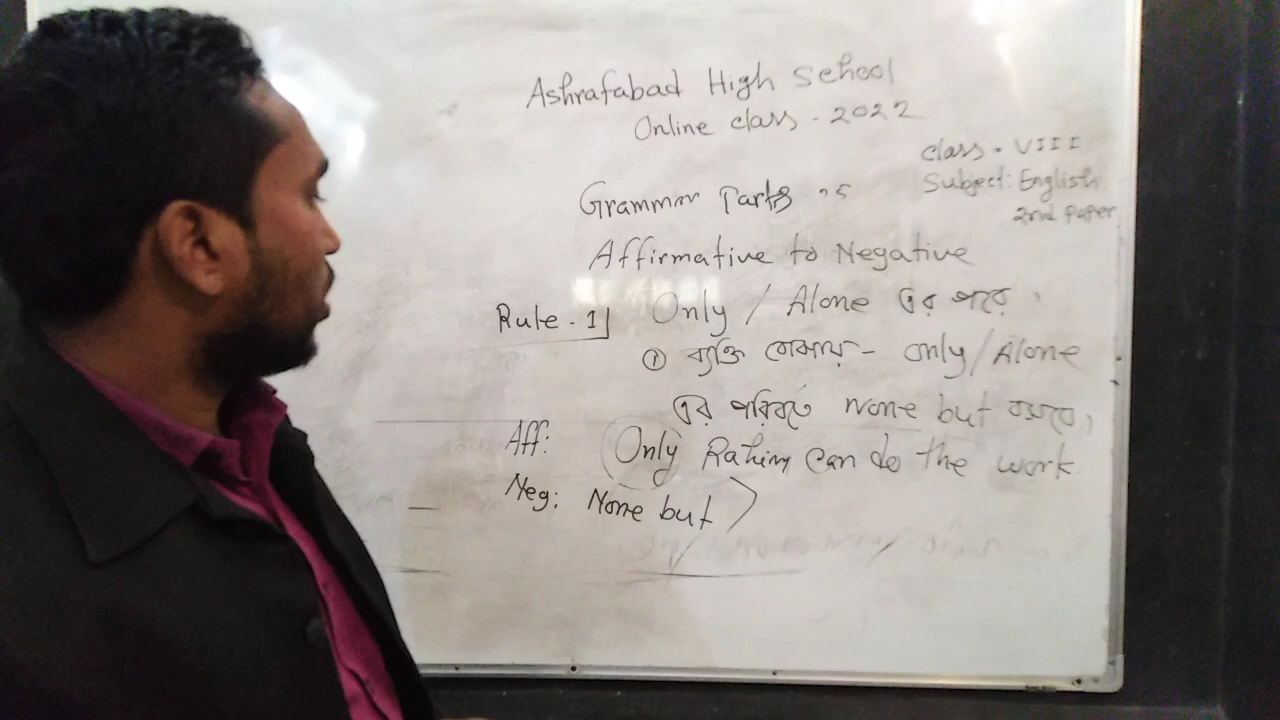 Ashrafabad High School
Online class - 2022
class - VIII
Subject: English
2nd Paper
Grammar Parts
Affirmative to Negative
Rule - 1 Only / Alone এর পরে,
① ব্যক্তি বোঝায় - only/Alone
এর পরিবর্তে none but বসবে,
Aff: Only Rahim can do the work
Neg: None but